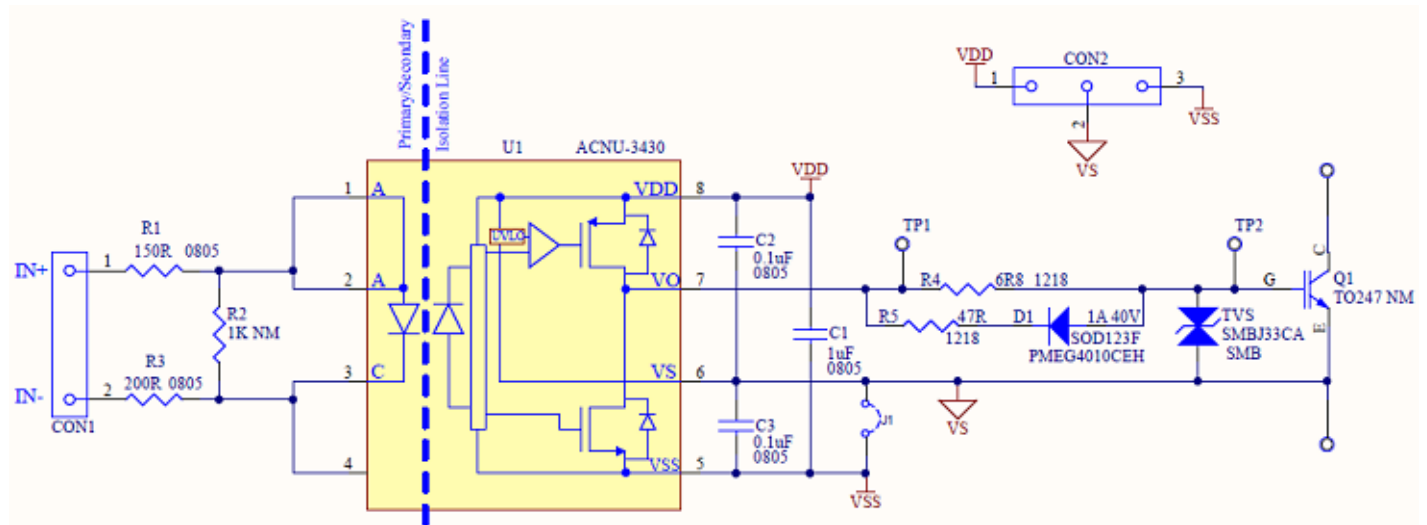 Primary/Secondary
Isolation Line
U1 ACNU-3430
VDD
1
CON2
3
VSS
2
VS
IN+
IN-
CON1
1
2
R1
150R 0805
R2
1K NM
R3
200R 0805
1 A
2 A
3 C
4
UVLO
VDD 8
VO 7
VS 6
VSS 5
VDD
C2
0.1uF
0805
C1
1uF
0805
C3
0.1uF
0805
TP1
R4 6R8 1218
R5 47R
1218
D1 1A 40V
SOD123F
PMEG4010CEH
J1
VSS
VS
TP2
TVS
SMBJ33CA
SMB
G
C
E
Q1
TO247 NM